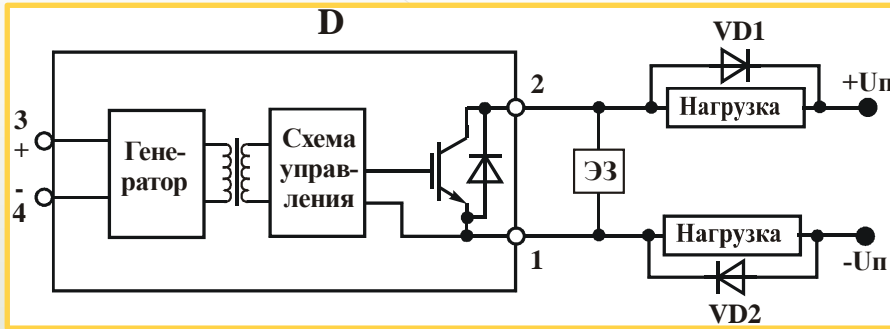 D
VD1
+Uп
2
Нагрузка
3
+
-
4
Гене-
ратор
Схема
управ-
ления
ЭЗ
1
Нагрузка
-Uп
VD2